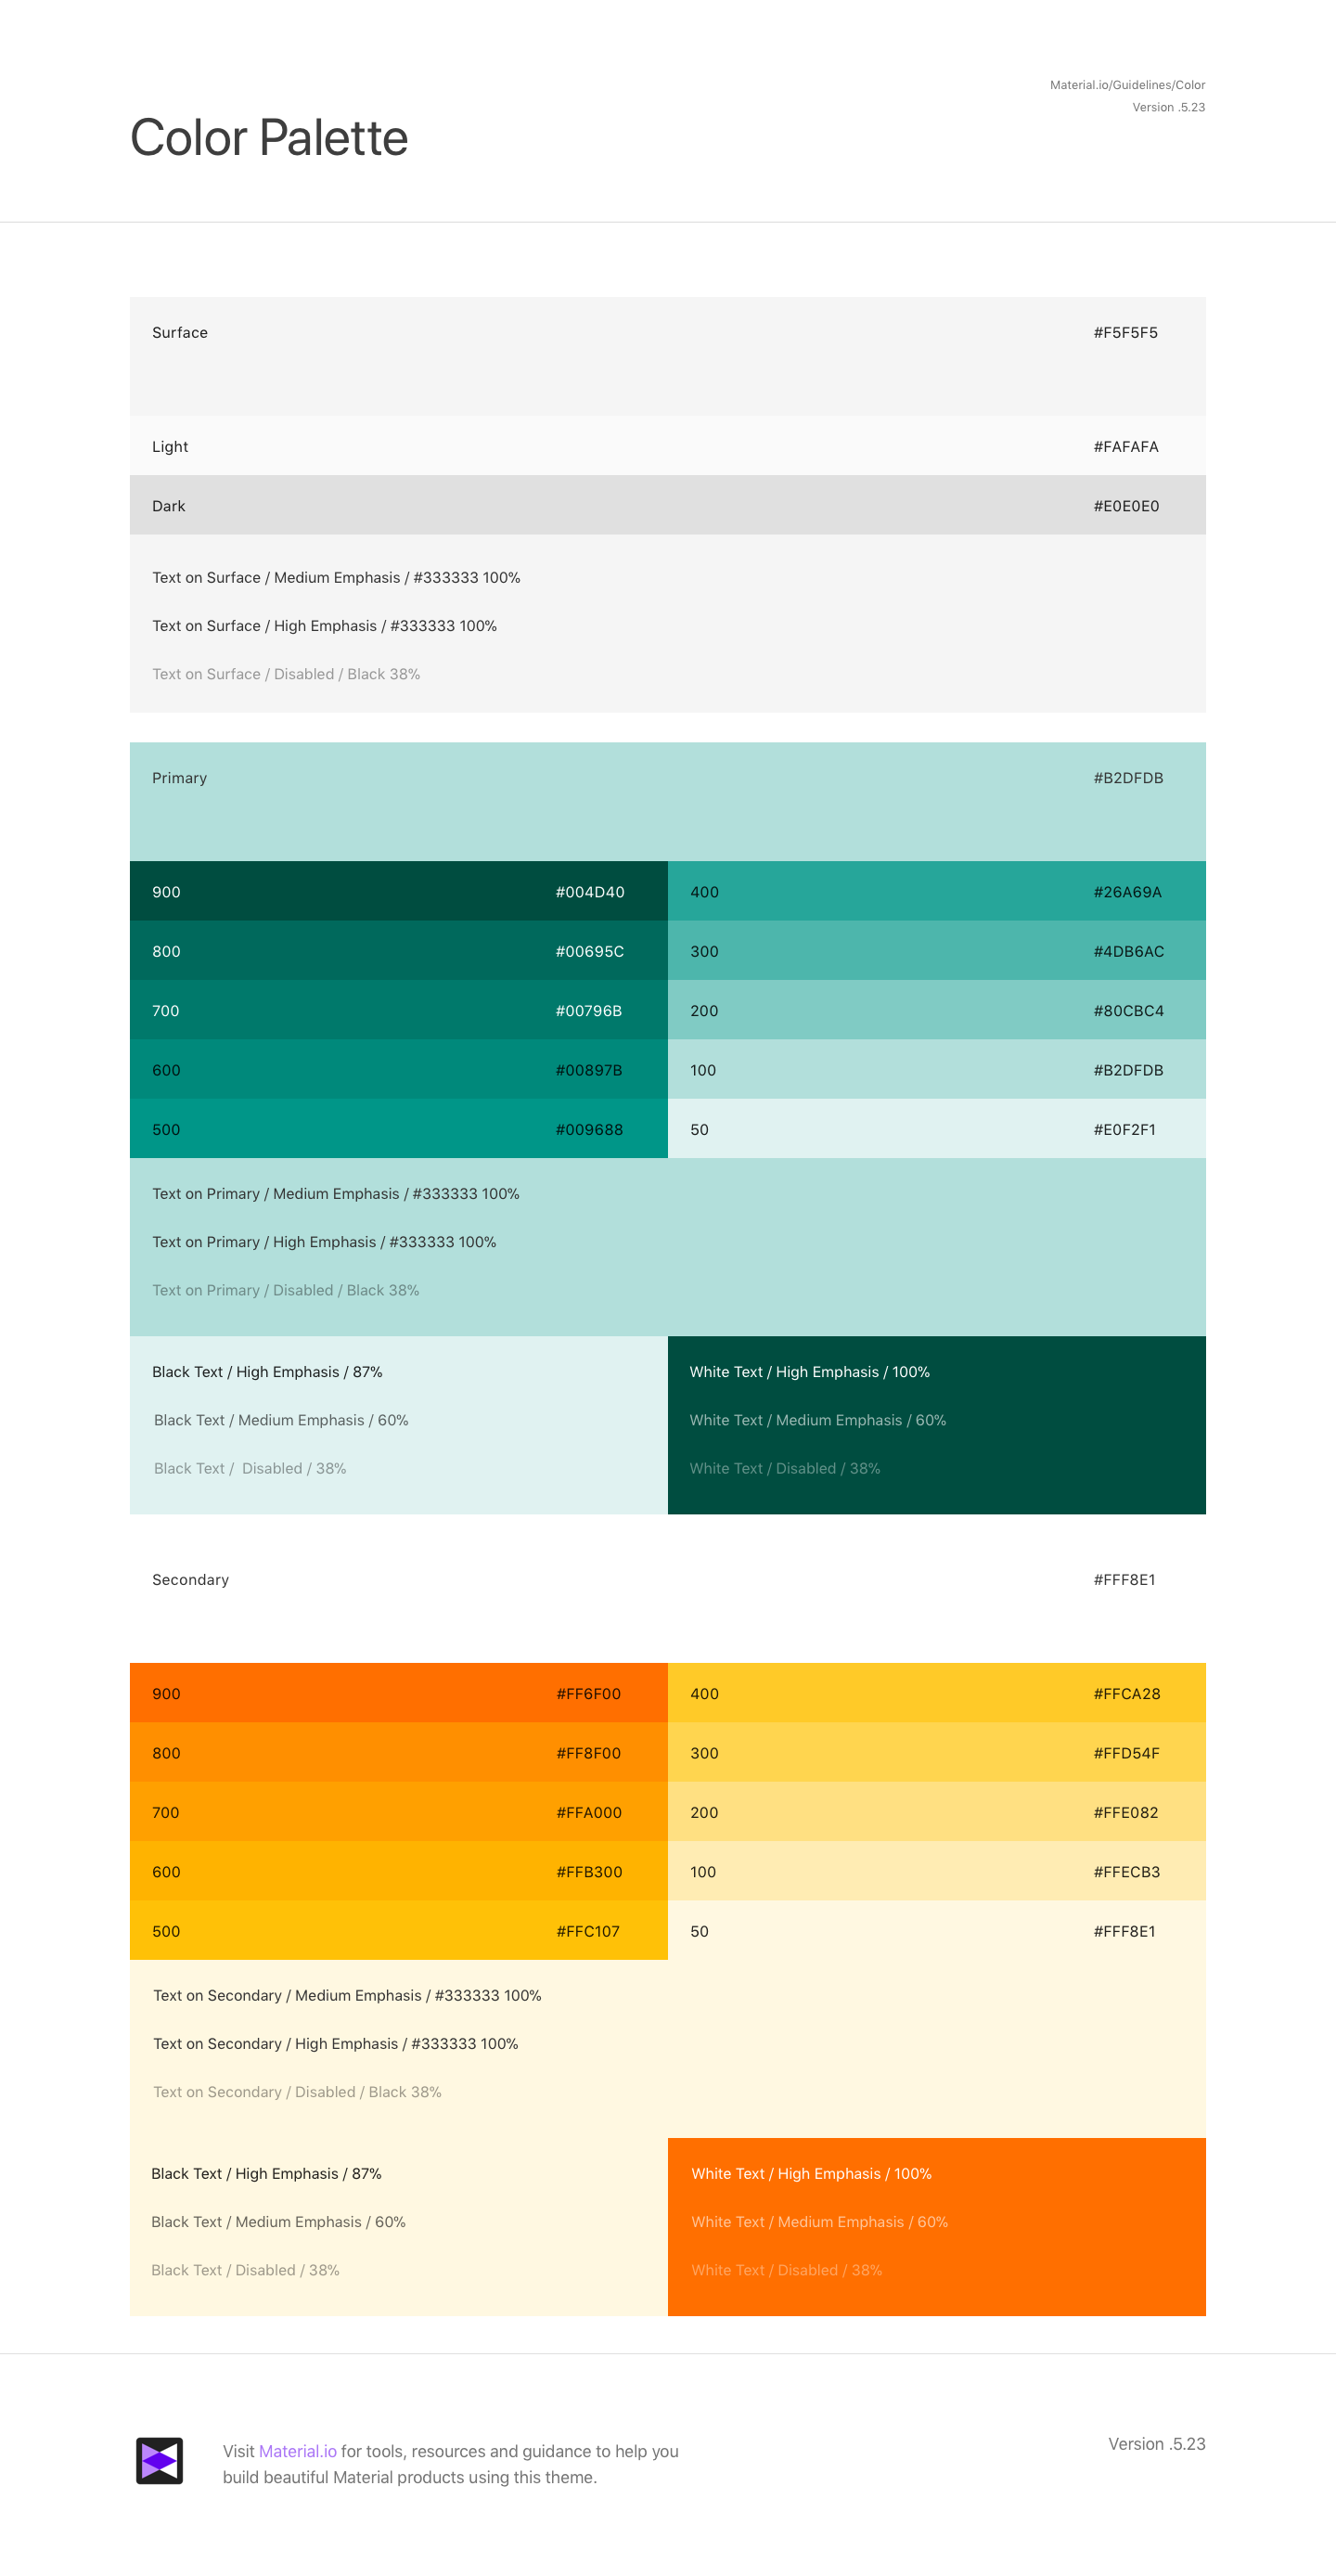 Material.io/Guidelines/Color
Version .5.23
Color Palette
Surface #F5F5F5
Light #FAFAFA
Dark #E0E0E0
Text on Surface / Medium Emphasis / #333333 100%
Text on Surface / High Emphasis / #333333 100%
Text on Surface / Disabled / Black 38%
Primary #B2DFDB
900 #004D40 400 #26A69A
800 #00695C 300 #4DB6AC
700 #00796B 200 #80CBC4
600 #00897B 100 #B2DFDB
500 #009688 50 #E0F2F1
Text on Primary / Medium Emphasis / #333333 100%
Text on Primary / High Emphasis / #333333 100%
Text on Primary / Disabled / Black 38%
Black Text / High Emphasis / 87% White Text / High Emphasis / 100%
Black Text / Medium Emphasis / 60% White Text / Medium Emphasis / 60%
Black Text /  Disabled / 38% White Text / Disabled / 38%
Secondary #FFF8E1
900 #FF6F00 400 #FFCA28
800 #FF8F00 300 #FFD54F
700 #FFA000 200 #FFE082
600 #FFB300 100 #FFECB3
500 #FFC107 50 #FFF8E1
Text on Secondary / Medium Emphasis / #333333 100%
Text on Secondary / High Emphasis / #333333 100%
Text on Secondary / Disabled / Black 38%
Black Text / High Emphasis / 87% White Text / High Emphasis / 100%
Black Text / Medium Emphasis / 60% White Text / Medium Emphasis / 60%
Black Text / Disabled / 38% White Text / Disabled / 38%
Visit Material.io for tools, resources and guidance to help you
build beautiful Material products using this theme.
Version .5.23